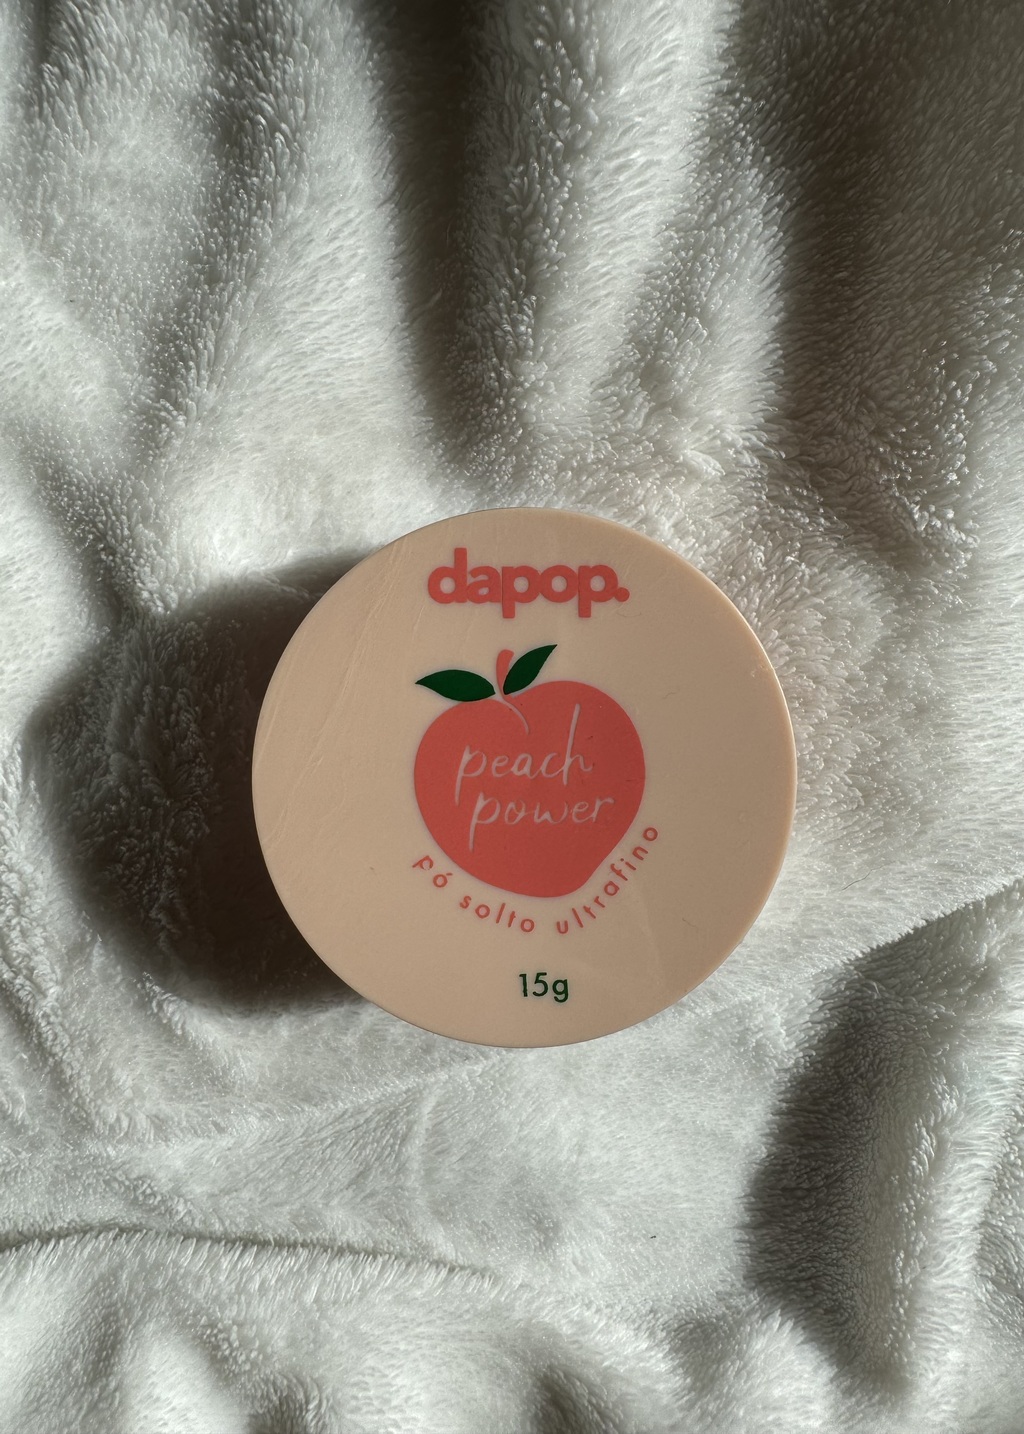 dapop.
peach
power
pó solto ultrafino
15g